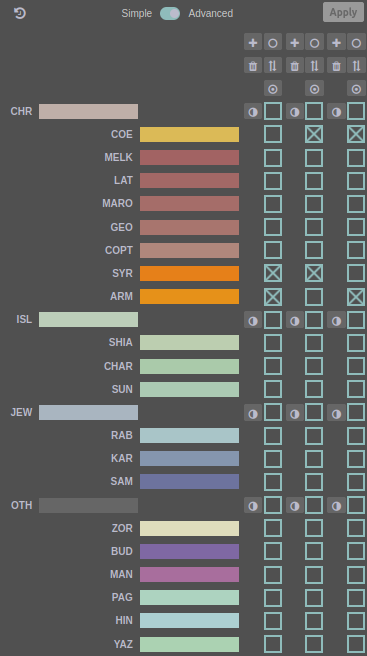 Simple Advanced Apply
CHR
COE
MELK
LAT
MARO
GEO
COPT
SYR
ARM
ISL
SHIA
CHAR
SUN
JEW
RAB
KAR
SAM
OTH
ZOR
BUD
MAN
PAG
HIN
YAZ